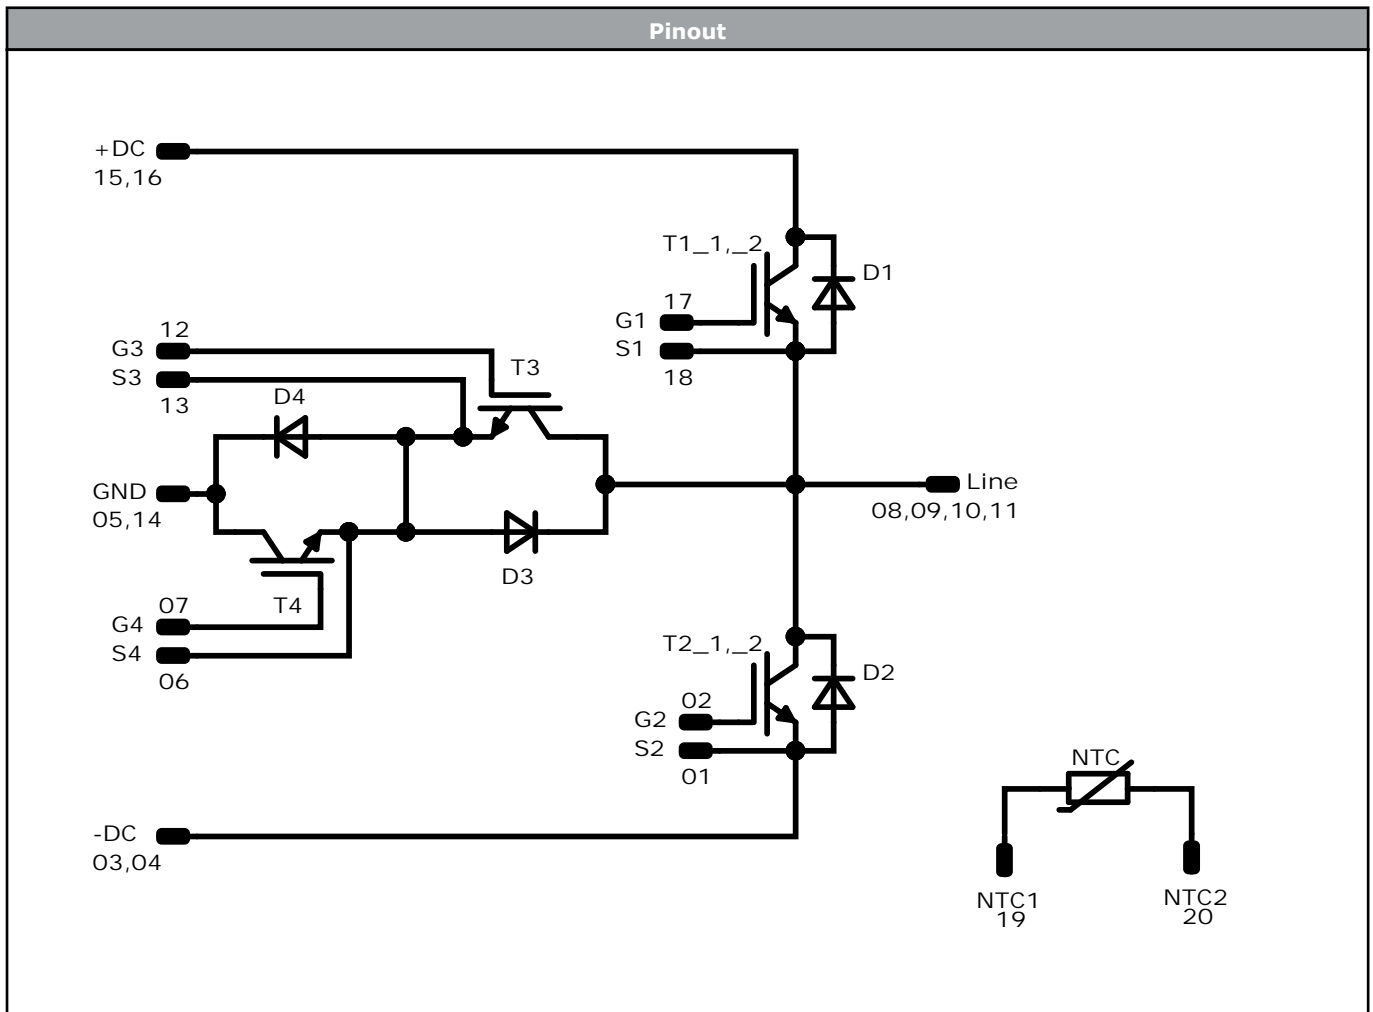 Pinout
+DC
15,16
T1_1,_2
D1
17
G1
S1
18
12
G3
S3
13
T3
D4
GND
05,14
Line
08,09,10,11
D3
07
T4
G4
S4
06
T2_1,_2
D2
02
G2
S2
01
NTC
-DC
03,04
NTC1
19
NTC2
20